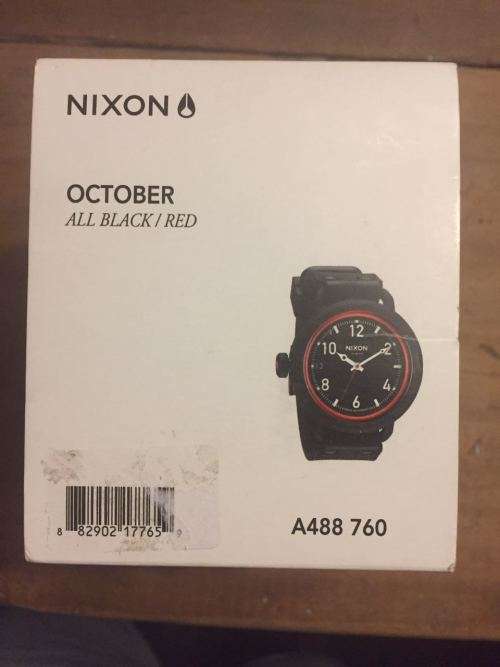 NIXON
OCTOBER
ALL BLACK / RED
12
10
2
NIXON
8
4
6
8 82902 17765 9
A488 760